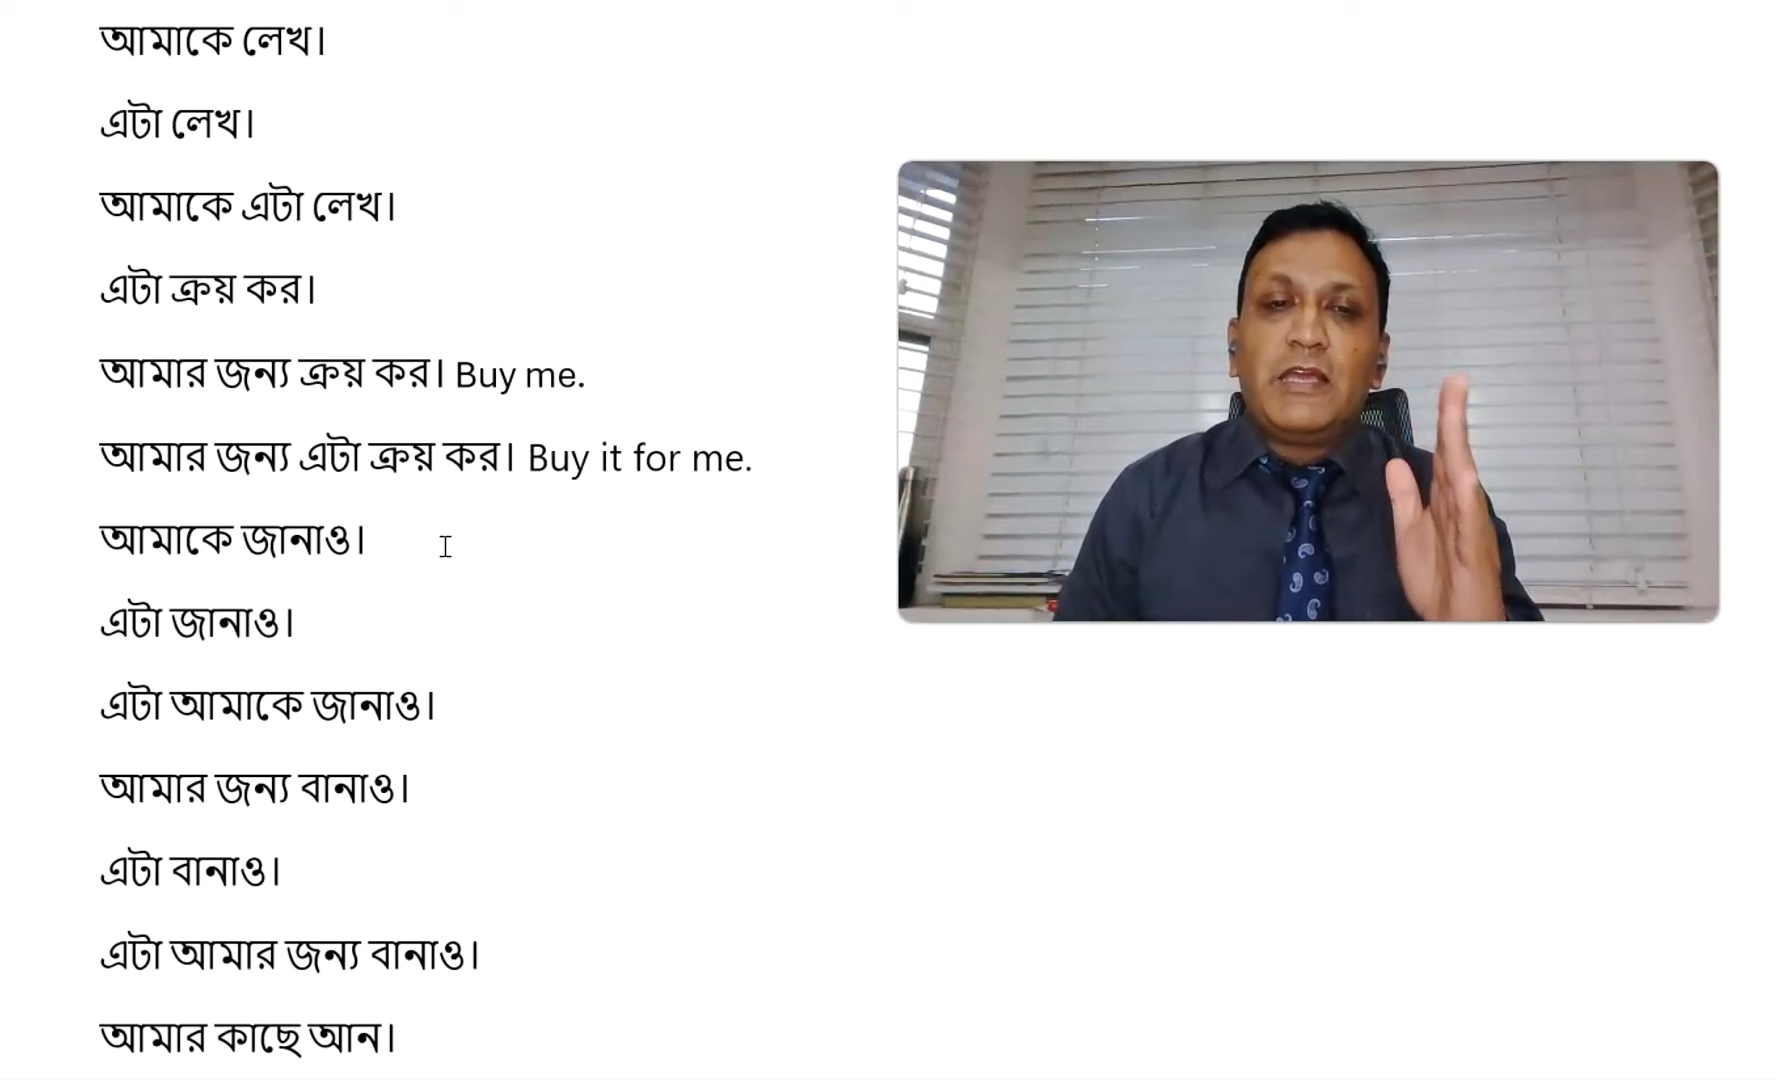 আমাকে লেখ।
এটা লেখ।
আমাকে এটা লেখ।
এটা ক্রয় কর।
আমার জন্য ক্রয় কর। Buy me.
আমার জন্য এটা ক্রয় কর। Buy it for me.
আমাকে জানাও।
এটা জানাও।
এটা আমাকে জানাও।
আমার জন্য বানাও।
এটা বানাও।
এটা আমার জন্য বানাও।
আমার কাছে আন।